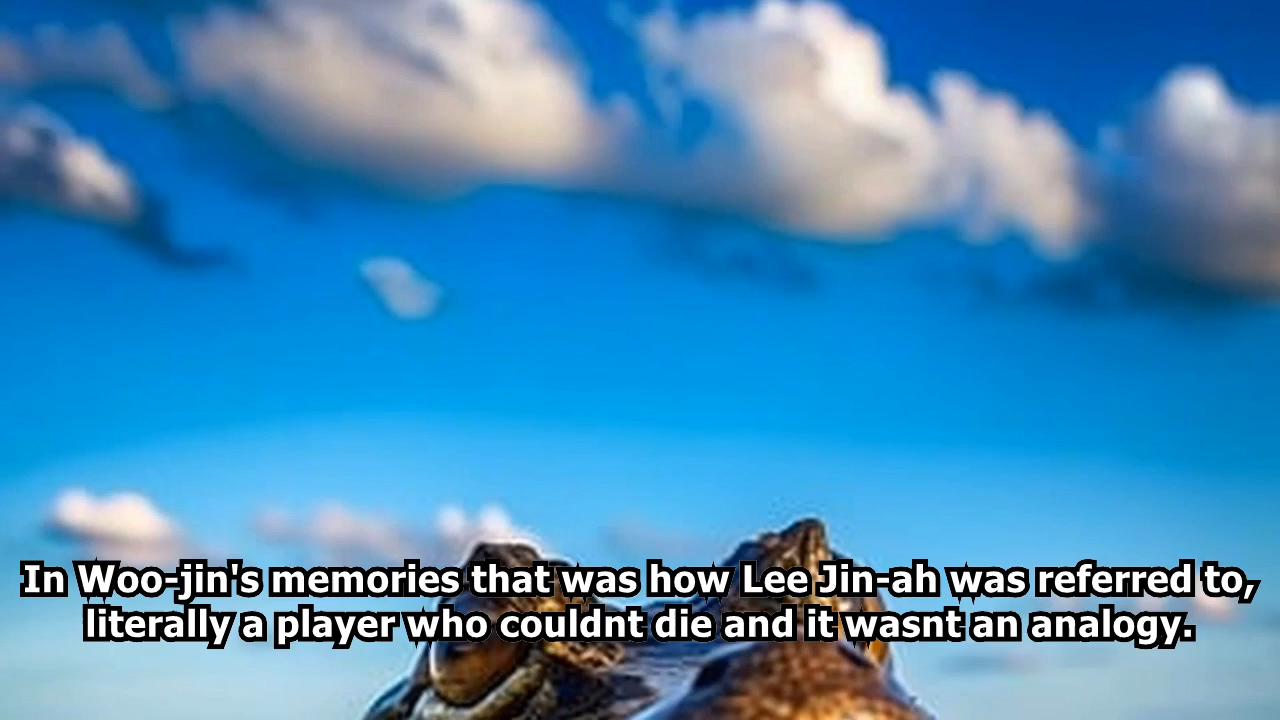 In Woo-jin's memories that was how Lee Jin-ah was referred to,
literally a player who couldnt die and it wasnt an analogy.